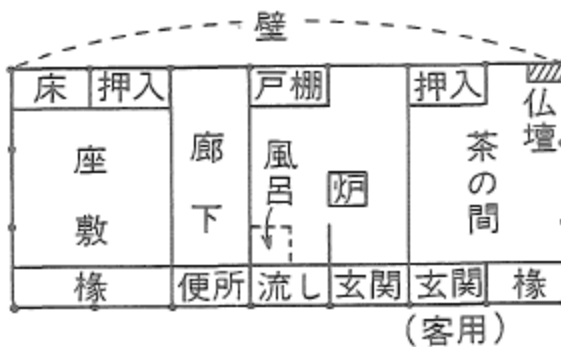 壁
床
押入
戸棚
押入
仏壇
座敷
廊下
風呂
炉
茶の間
椽
便所
流し
玄関
玄関
椽
（客用）